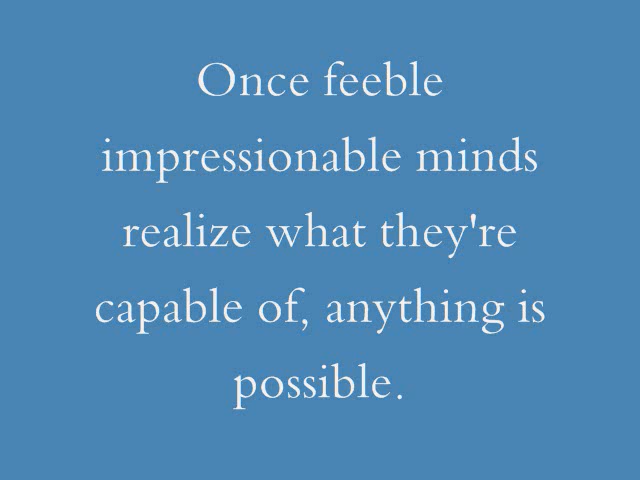 Once feeble
impressionable minds
realize what they're
capable of, anything is
possible.